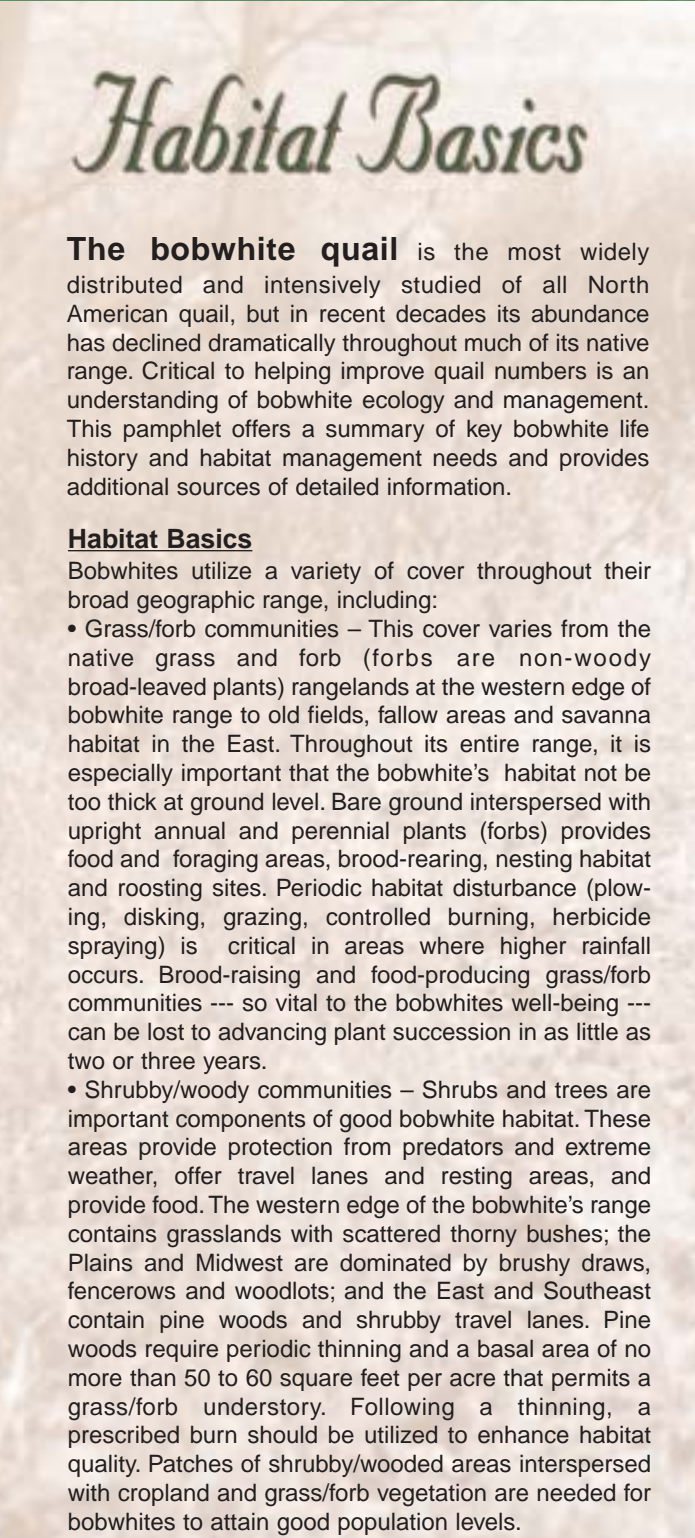 Habitat Basics
The bobwhite quail is the most widely
distributed and intensively studied of all North
American quail, but in recent decades its abundance
has declined dramatically throughout much of its native
range. Critical to helping improve quail numbers is an
understanding of bobwhite ecology and management.
This pamphlet offers a summary of key bobwhite life
history and habitat management needs and provides
additional sources of detailed information.
Habitat Basics
Bobwhites utilize a variety of cover throughout their
broad geographic range, including:
• Grass/forb communities – This cover varies from the
native grass and forb (forbs are non-woody
broad-leaved plants) rangelands at the western edge of
bobwhite range to old fields, fallow areas and savanna
habitat in the East. Throughout its entire range, it is
especially important that the bobwhite's habitat not be
too thick at ground level. Bare ground interspersed with
upright annual and perennial plants (forbs) provides
food and foraging areas, brood-rearing, nesting habitat
and roosting sites. Periodic habitat disturbance (plow-
ing, disking, grazing, controlled burning, herbicide
spraying) is critical in areas where higher rainfall
occurs. Brood-raising and food-producing grass/forb
communities --- so vital to the bobwhites well-being ---
can be lost to advancing plant succession in as little as
two or three years.
• Shrubby/woody communities – Shrubs and trees are
important components of good bobwhite habitat. These
areas provide protection from predators and extreme
weather, offer travel lanes and resting areas, and
provide food. The western edge of the bobwhite's range
contains grasslands with scattered thorny bushes; the
Plains and Midwest are dominated by brushy draws,
fencerows and woodlots; and the East and Southeast
contain pine woods and shrubby travel lanes. Pine
woods require periodic thinning and a basal area of no
more than 50 to 60 square feet per acre that permits a
grass/forb understory. Following a thinning, a
prescribed burn should be utilized to enhance habitat
quality. Patches of shrubby/wooded areas interspersed
with cropland and grass/forb vegetation are needed for
bobwhites to attain good population levels.